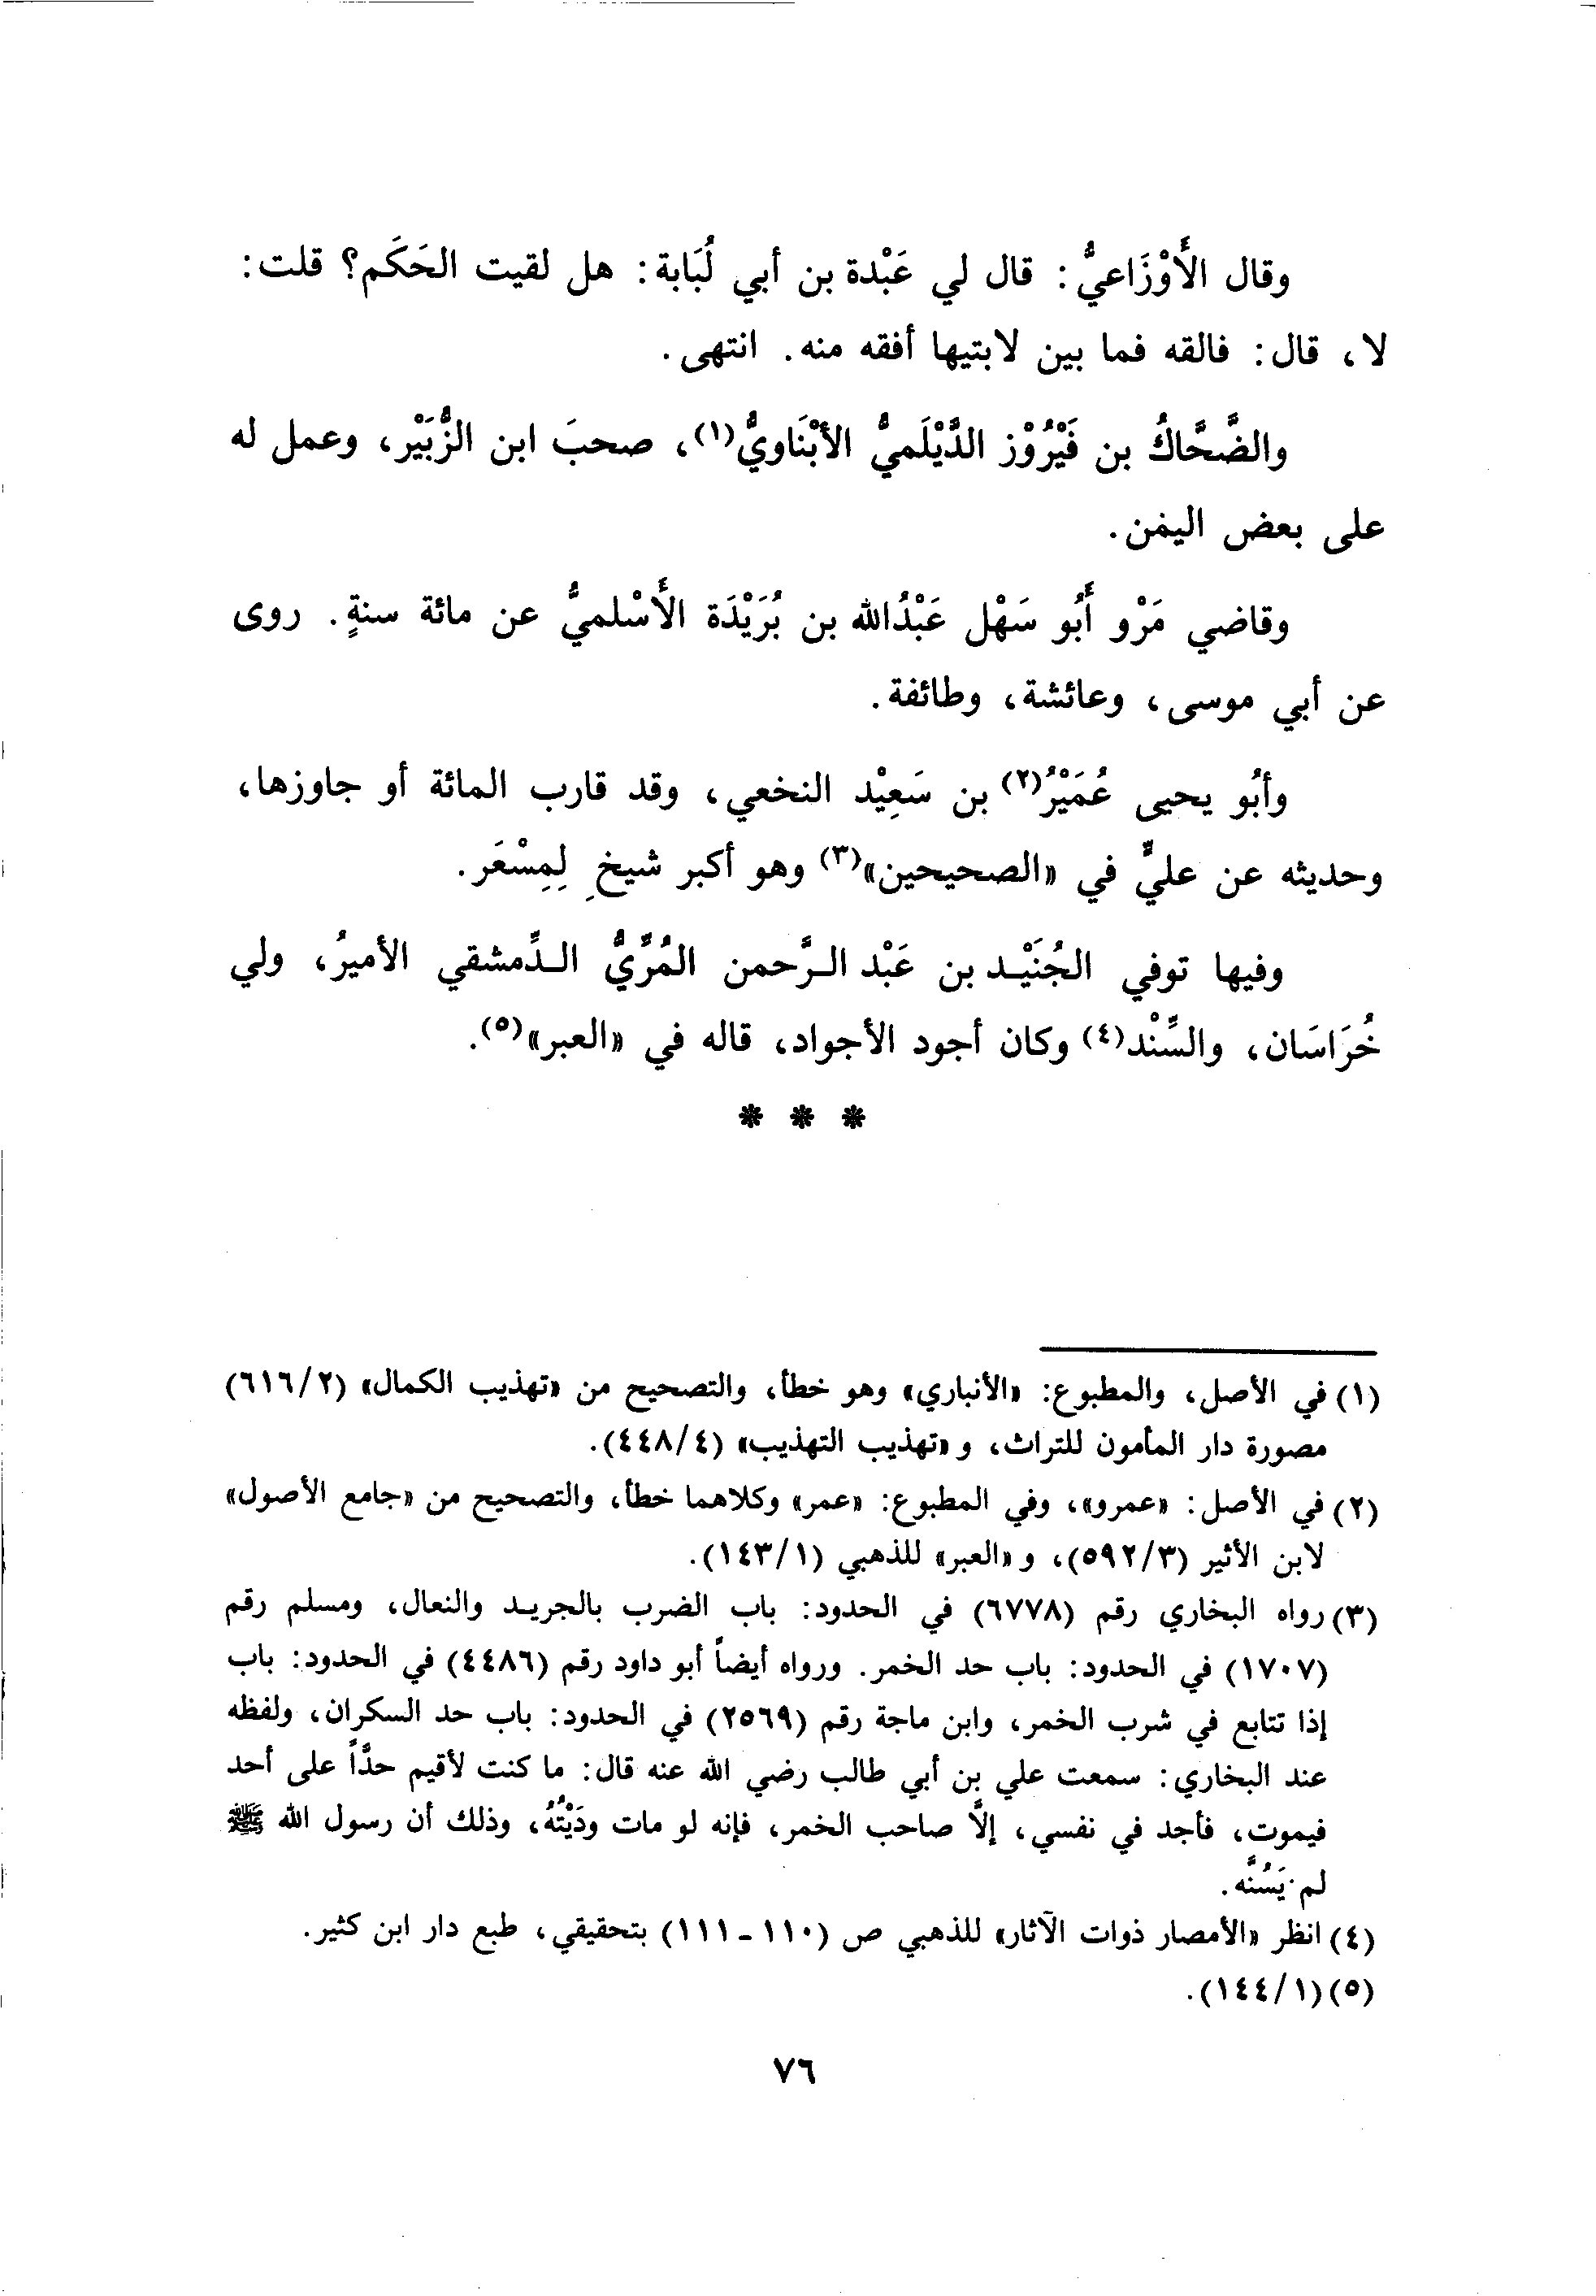 وقال الأَوْزَاعيُّ: قال لي عَبْدة بن أبي لُبَابة: هل لقيت الحَكَم؟ قلت:
لا، قال: فالقه فما بين لابتيها أفقه منه. انتهى.
والضَّحَّاكُ بن فَيْرُوْز الدَّيْلَميُّ الأبْنَاويُّ(١)، صحبَ ابن الزُّبَيْر، وعمل له
على بعض اليمن.
وقاضي مَرْو أَبُو سَهْل عَبْدُالله بن بُرَيْدَة الأَسْلميُّ عن مائة سنةٍ. روى
عن أبي موسى، وعائشة، وطائفة.
وأبُو يحيى عُمَيْرُ(٢) بن سَعِيْد النخعي، وقد قارب المائة أو جاوزها،
وحديثه عن عليٍّ في «الصحيحين»(٣) وهو أكبر شيخٍ لِمِسْعَر.
وفيها توفي الجُنَيْد بن عَبْد الرَّحمن المُرِّيُّ الدِّمشقي الأميرُ، ولي
خُرَاسَان، والسِّنْد(٤) وكان أجود الأجواد، قاله في «العبر»(٥).
* * *
(١) في الأصل، والمطبوع: «الأنباري» وهو خطأ، والتصحيح من «تهذيب الكمال» (٦١٦/٢)
مصورة دار المأمون للتراث، و «تهذيب التهذيب» (٤٤٨/٤).
(٢) في الأصل: «عمرو»، وفي المطبوع: «عمر» وكلاهما خطأ، والتصحيح من «جامع الأصول»
لابن الأثير (٥٩٢/٣)، و «العبر» للذهبي (١٤٣/١).
(٣) رواه البخاري رقم (٦٧٧٨) في الحدود: باب الضرب بالجريد والنعال، ومسلم رقم
(١٧٠٧) في الحدود: باب حد الخمر. ورواه أيضاً أبو داود رقم (٤٤٨٦) في الحدود: باب
إذا تتابع في شرب الخمر، وابن ماجة رقم (٢٥٦٩) في الحدود: باب حد السكران، ولفظه
عند البخاري: سمعت علي بن أبي طالب رضي الله عنه قال: ما كنت لأقيم حدَّاً على أحد
فيموت، فأجد في نفسي، إلَّا صاحب الخمر، فإنه لو مات ودَيْتُهُ، وذلك أن رسول الله ﷺ
لم يَسُنَّه.
(٤) انظر «الأمصار ذوات الآثار» للذهبي ص (١١٠ - ١١١) بتحقيقي، طبع دار ابن كثير.
(٥) (١٤٤/١).
٧٦